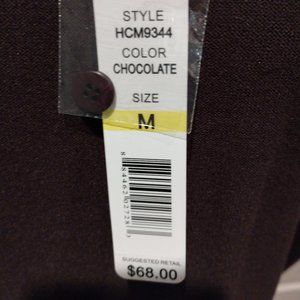 STYLE
HCM9344
COLOR
CHOCOLATE
SIZE
M
SUGGESTED RETAIL
$68.00